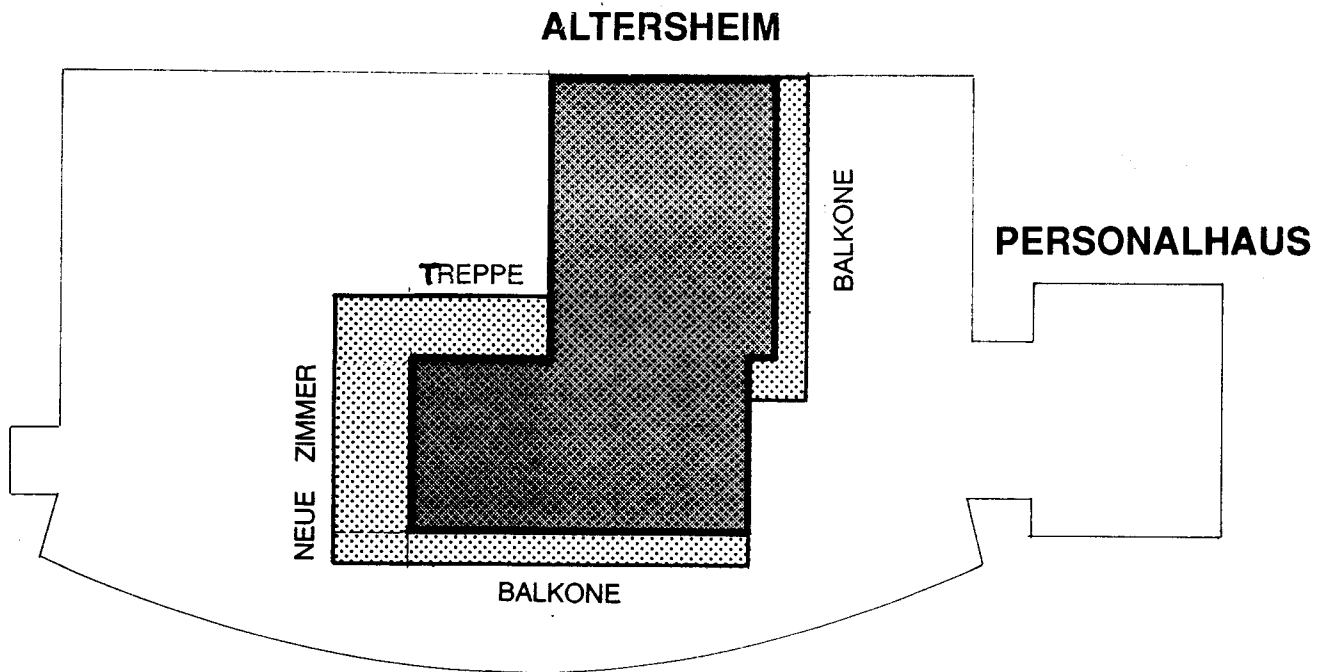 ALTERSHEIM
BALKONE
PERSONALHAUS
TREPPE
NEUE ZIMMER
BALKONE